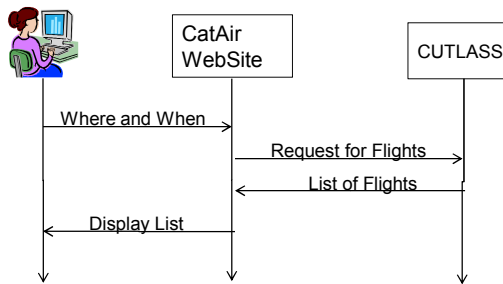 CatAir
WebSite
CUTLASS
Where and When
Request for Flights
List of Flights
Display List